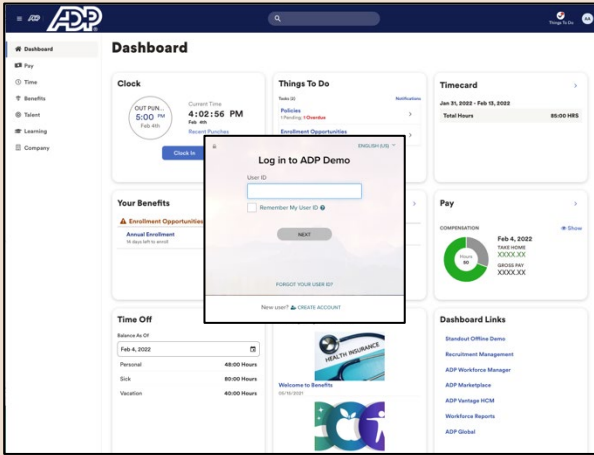 ADP
ADP
Things To Do
AA
Dashboard
Pay
Time
Benefits
Talent
Learning
Company
Dashboard
Clock
OUT PUN...
5:00 PM
Feb 4th
Current Time
4:02:56 PM
Feb 4th
Recent Punches
Clock In
Things To Do
Tasks (2)
Notifications
Policies
1 Pending, 1 Overdue
Enrollment Opportunities
Timecard
Jan 31, 2022 - Feb 13, 2022
Total Hours
85:00 HRS
Log in to ADP Demo
ENGLISH (US)
User ID
Remember My User ID
NEXT
FORGOT YOUR USER ID?
New user? CREATE ACCOUNT
Your Benefits
Enrollment Opportunities
Annual Enrollment
14 days left to enroll
Pay
COMPENSATION
Show
Hours
80
Feb 4, 2022
TAKE HOME
XXXX.XX
GROSS PAY
XXXX.XX
Time Off
Balance As Of
Feb 4, 2022
Personal
48:00 Hours
Sick
80:00 Hours
Vacation
40:00 Hours
HEALTH INSURANCE
Welcome to Benefits
Dashboard Links
Standout Offline Demo
Recruitment Management
ADP Workforce Manager
ADP Marketplace
ADP Vantage HCM
Workforce Reports
ADP Global